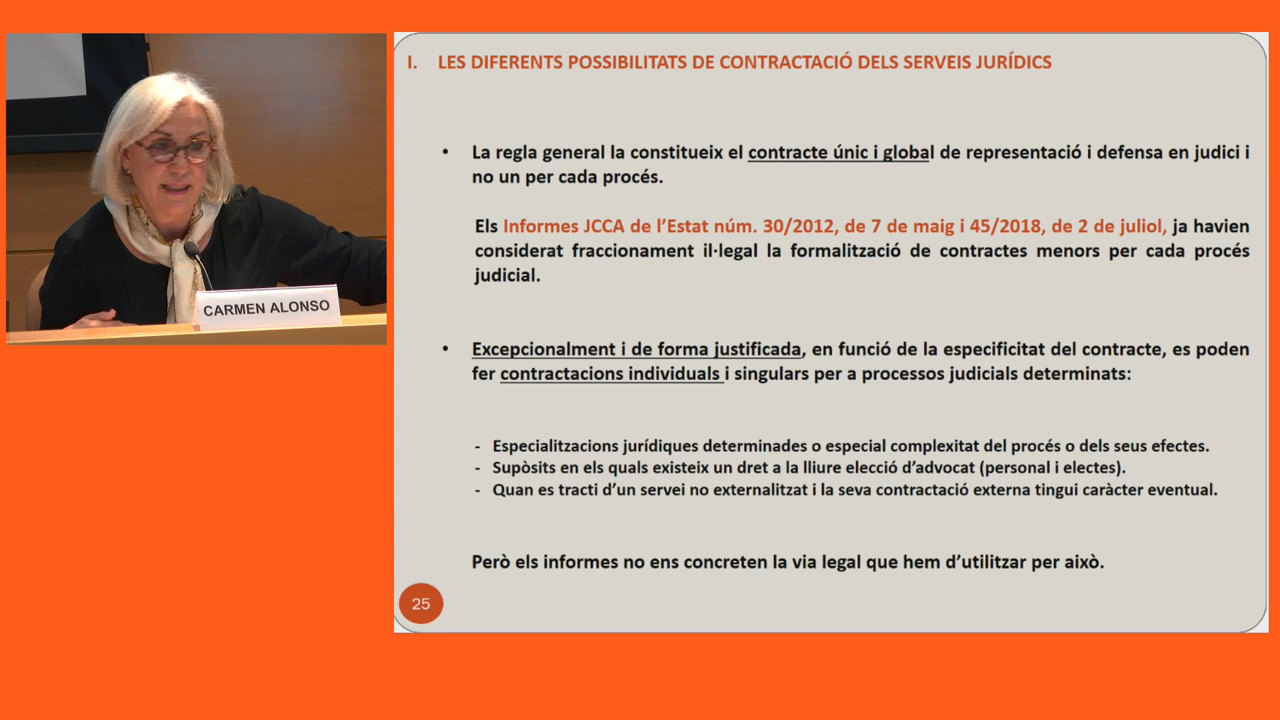 CARMEN ALONSO
I. LES DIFERENTS POSSIBILITATS DE CONTRACTACIÓ DELS SERVEIS JURÍDICS
• La regla general la constitueix el contracte únic i global de representació i defensa en judici i
no un per cada procés.
Els Informes JCCA de l'Estat núm. 30/2012, de 7 de maig i 45/2018, de 2 de juliol, ja havien
considerat fraccionament il·legal la formalització de contractes menors per cada procés
judicial.
• Excepcionalment i de forma justificada, en funció de la especificitat del contracte, es poden
fer contractacions individuals i singulars per a processos judicials determinats:
- Especialitzacions jurídiques determinades o especial complexitat del procés o dels seus efectes.
- Supòsits en els quals existeix un dret a la lliure elecció d'advocat (personal i electes).
- Quan es tracti d'un servei no externalitzat i la seva contractació externa tingui caràcter eventual.
Però els informes no ens concreten la via legal que hem d'utilitzar per això.
25